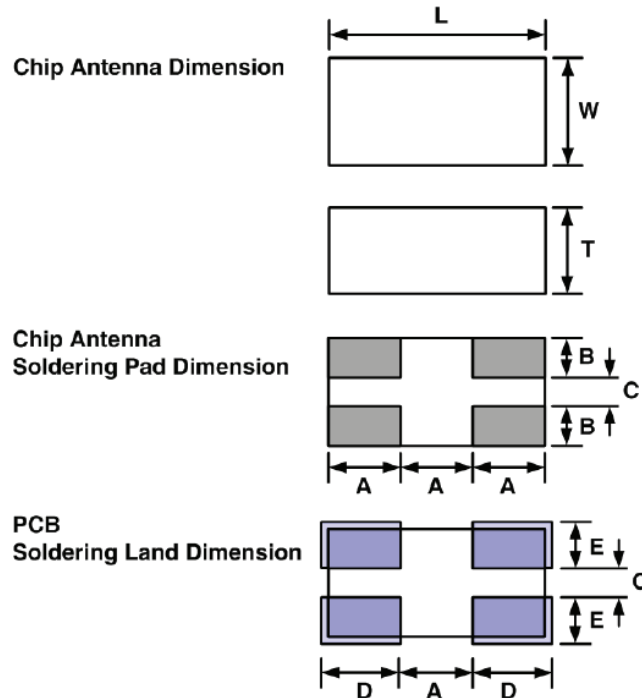 L
Chip Antenna Dimension
W
T
Chip Antenna
Soldering Pad Dimension
B
C
B
A A A
PCB
Soldering Land Dimension
E
C
E
D A D